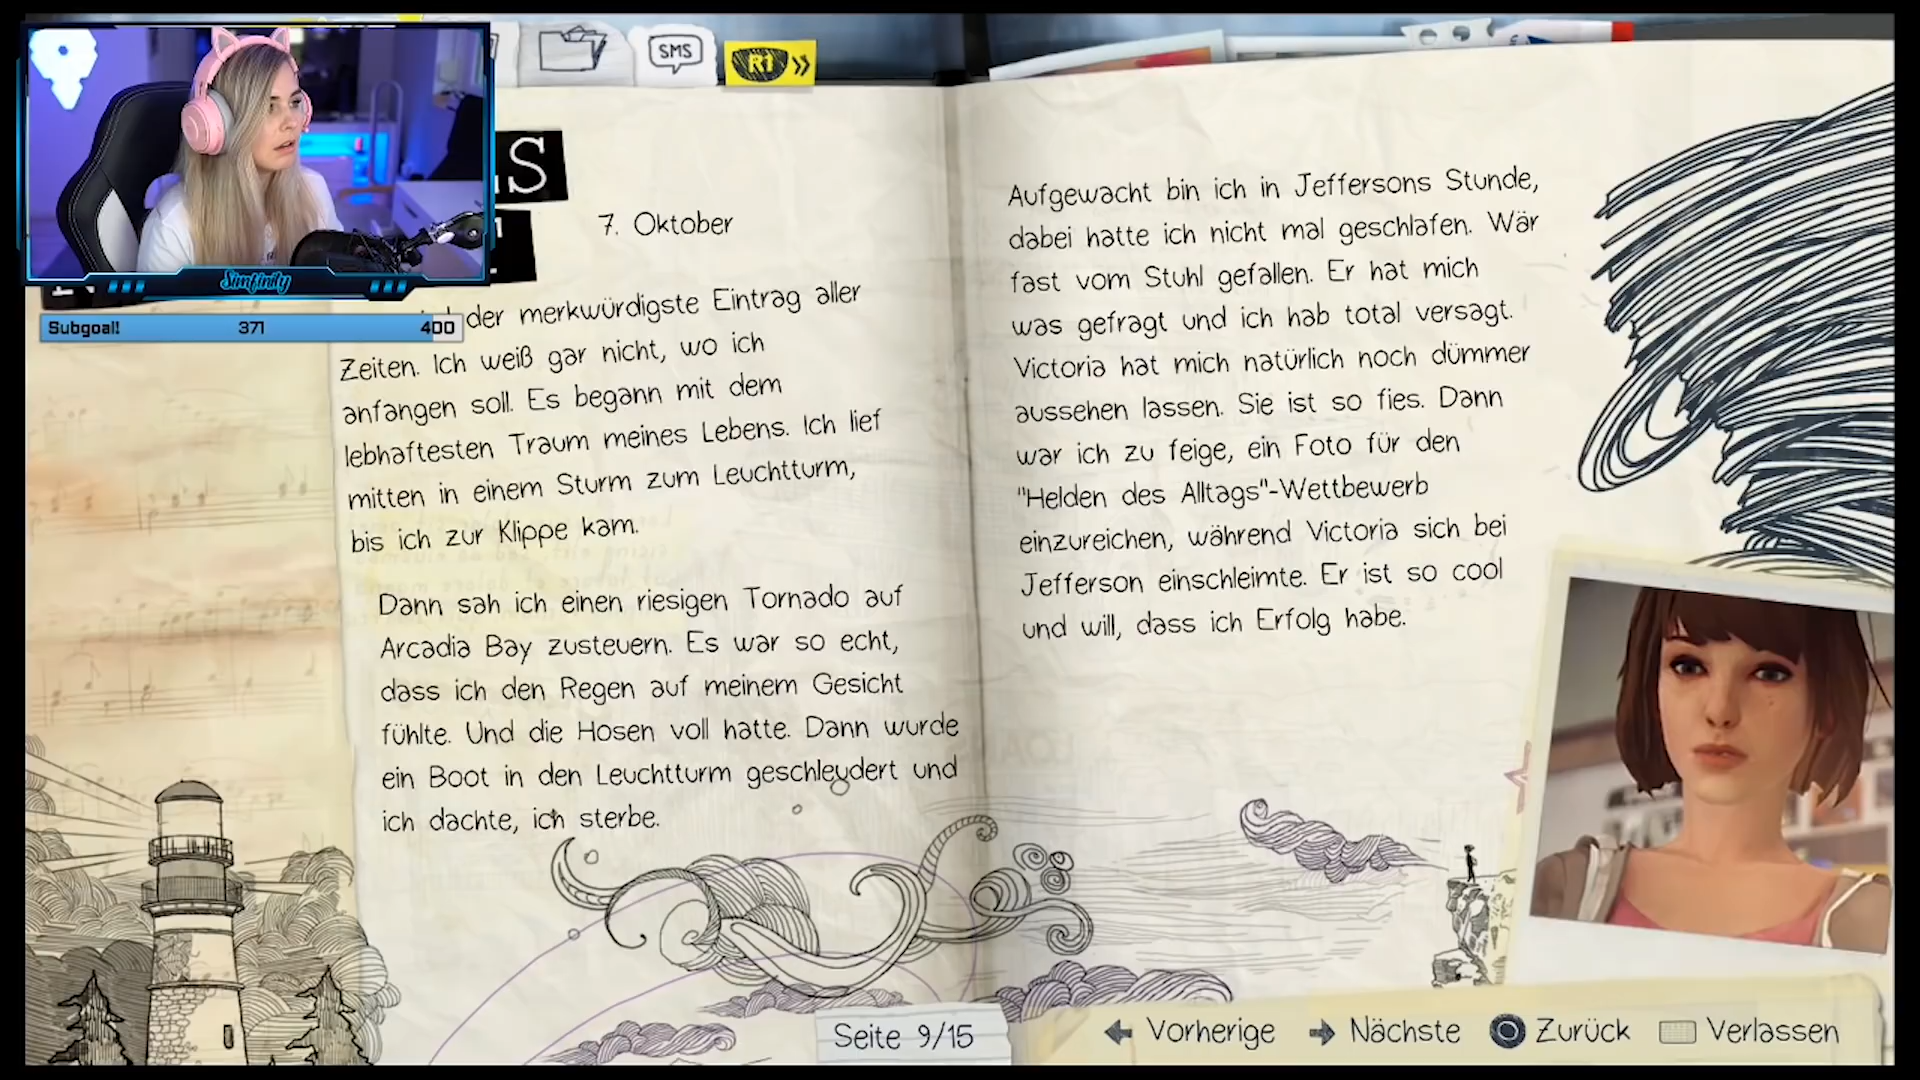 SMS
R1
S
Simfinity
Subgoal! 371 400
7. Oktober
der merkwürdigste Eintrag aller
Zeiten. Ich weiß gar nicht, wo ich
anfangen soll. Es begann mit dem
lebhaftesten Traum meines Lebens. Ich lief
mitten in einem Sturm zum Leuchtturm,
bis ich zur Klippe kam.
Dann sah ich einen riesigen Tornado auf
Arcadia Bay zusteuern. Es war so echt,
dass ich den Regen auf meinem Gesicht
fühlte. Und die Hosen voll hatte. Dann wurde
ein Boot in den Leuchtturm geschleudert und
ich dachte, ich sterbe.
Aufgewacht bin ich in Jeffersons Stunde,
dabei hatte ich nicht mal geschlafen. Wär
fast vom Stuhl gefallen. Er hat mich
was gefragt und ich hab total versagt.
Victoria hat mich natürlich noch dümmer
aussehen lassen. Sie ist so fies. Dann
war ich zu feige, ein Foto für den
"Helden des Alltags"-Wettbewerb
einzureichen, während Victoria sich bei
Jefferson einschleimte. Er ist so cool
und will, dass ich Erfolg habe.
Seite 9/15
Vorherige Nächste Zurück Verlassen